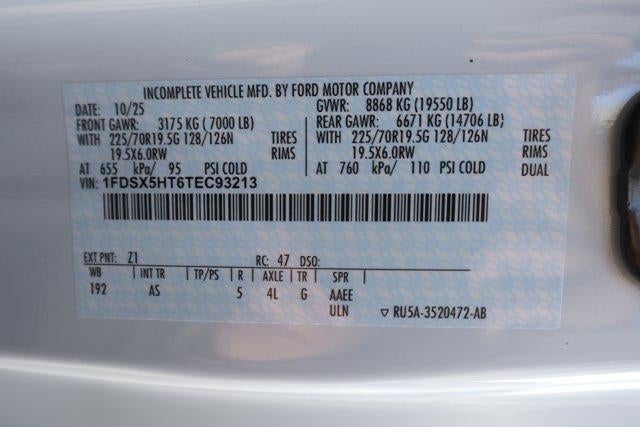 INCOMPLETE VEHICLE MFD. BY FORD MOTOR COMPANY
DATE: 10/25 GVWR: 8868 KG (19550 LB)
FRONT GAWR: 3175 KG ( 7000 LB) REAR GAWR: 6671 KG (14706 LB)
WITH 225/70R19.5G 128/126N TIRES WITH 225/70R19.5G 128/126N TIRES
19.5X6.0RW RIMS 19.5X6.0RW RIMS
AT 655 kPa/ 95 PSI COLD AT 760 kPa/ 110 PSI COLD DUAL
VIN: 1FDSX5HT6TEC93213
EXT PNT: Z1 RC: 47 DSO:
WB INT TR TP/PS R AXLE TR SPR
192 AS 5 4L G AAEE
ULN ▽ RU5A-3520472-AB